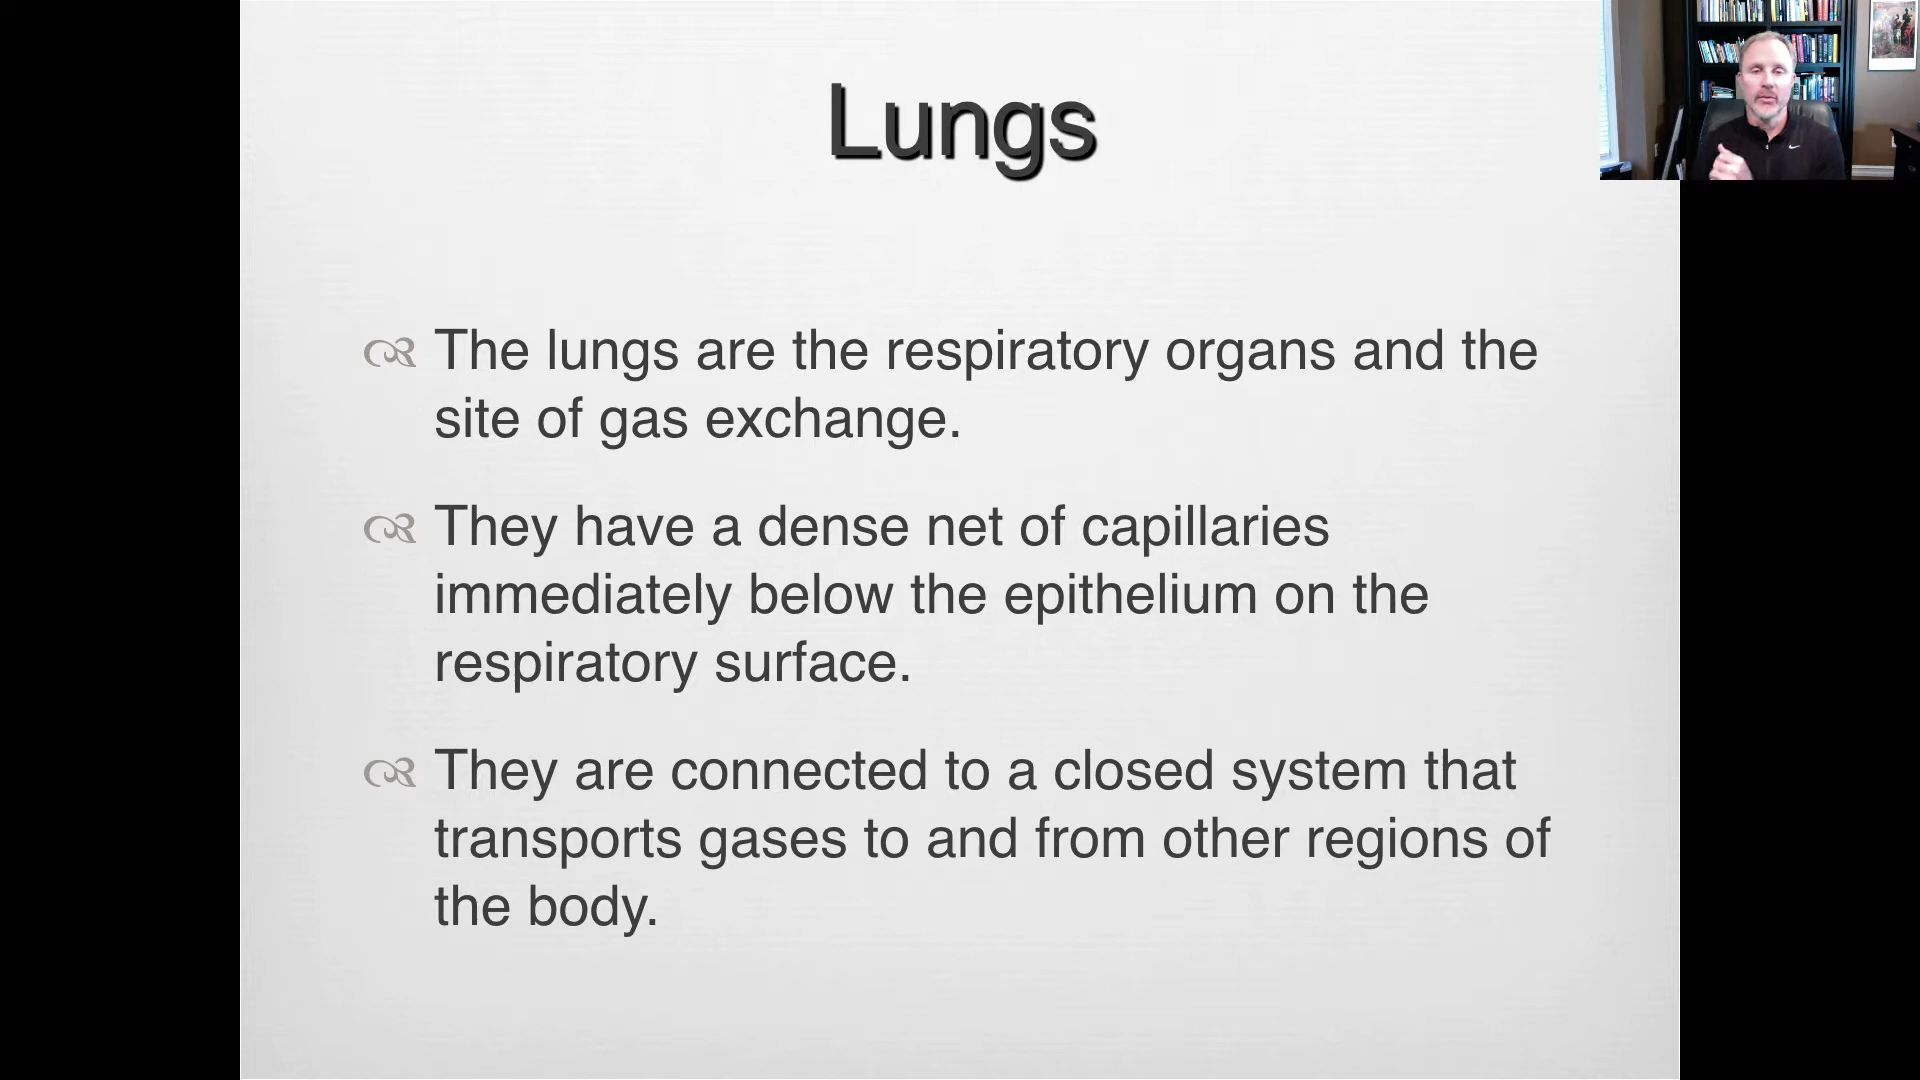 Lungs
The lungs are the respiratory organs and the
site of gas exchange.
They have a dense net of capillaries
immediately below the epithelium on the
respiratory surface.
They are connected to a closed system that
transports gases to and from other regions of
the body.